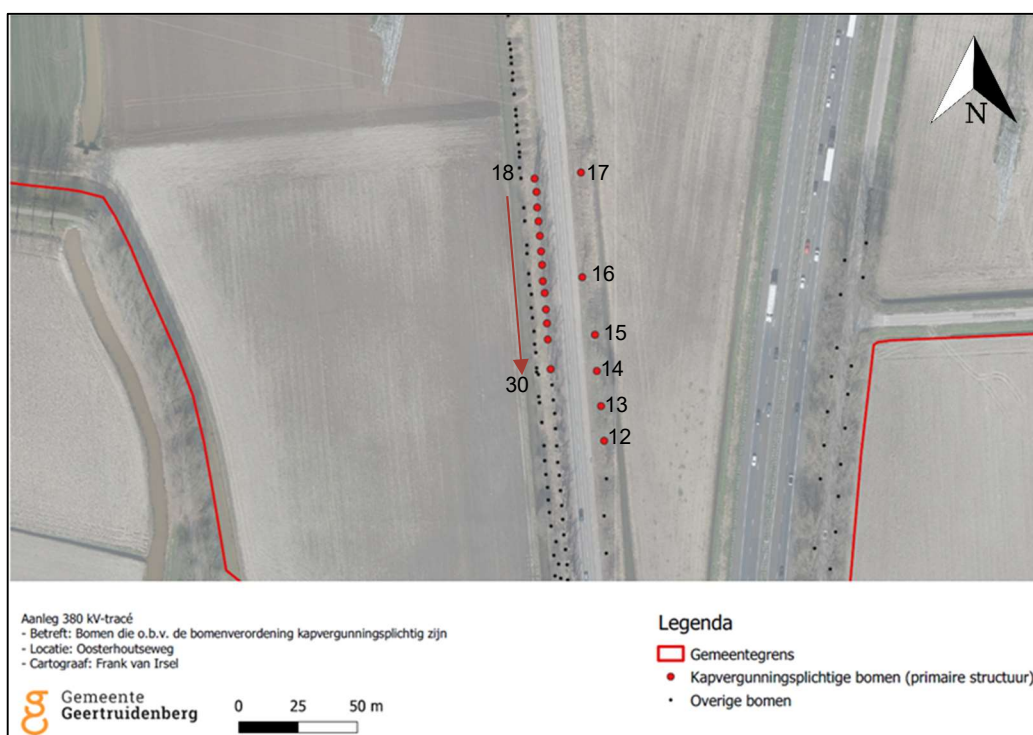 N
18
17
16
15
14
30
13
12
Aanleg 380 kV-tracé
- Betreft: Bomen die o.b.v. de bomenverordening kapvergunningsplichtig zijn
- Locatie: Oosterhoutseweg
- Cartograaf: Frank van Irsel
Gemeente
Geertruidenberg
0 25 50 m
Legenda
Gemeentegrens
Kapvergunningsplichtige bomen (primaire structuur)
Overige bomen